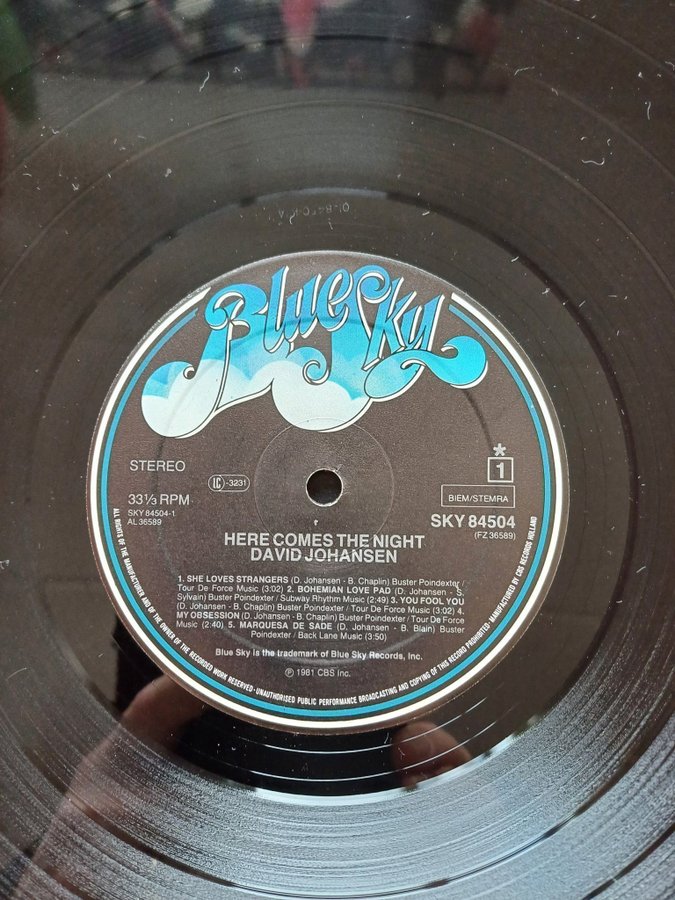 Blue Sky
STEREO
LC -3231
*
1
33⅓ RPM
SKY 84504-1
AL 36589
BIEM/STEMRA
SKY 84504
(FZ 36589)
HERE COMES THE NIGHT
DAVID JOHANSEN
1. SHE LOVES STRANGERS (D. Johansen - B. Chaplin) Buster Poindexter /
Tour De Force Music (3:02) 2. BOHEMIAN LOVE PAD (D. Johansen - S.
Sylvain) Buster Poindexter / Subway Rhythm Music (2:49) 3. YOU FOOL YOU
(D. Johansen - B. Chaplin) Buster Poindexter / Tour De Force Music (3:02) 4.
MY OBSESSION (D. Johansen - B. Chaplin) Buster Poindexter / Tour De Force
Music (2:40) 5. MARQUESA DE SADE (D. Johansen - B. Blain) Buster
Poindexter / Back Lane Music (3:50)
Blue Sky is the trademark of Blue Sky Records, Inc.
℗ 1981 CBS Inc.
ALL RIGHTS OF THE MANUFACTURER AND OF THE OWNER OF THE RECORDED WORK RESERVED-UNAUTHORISED PUBLIC PERFORMANCE BROADCASTING AND COPYING OF THIS RECORD PROHIBITED-MANUFACTURED BY CBS RECORDS HOLLAND